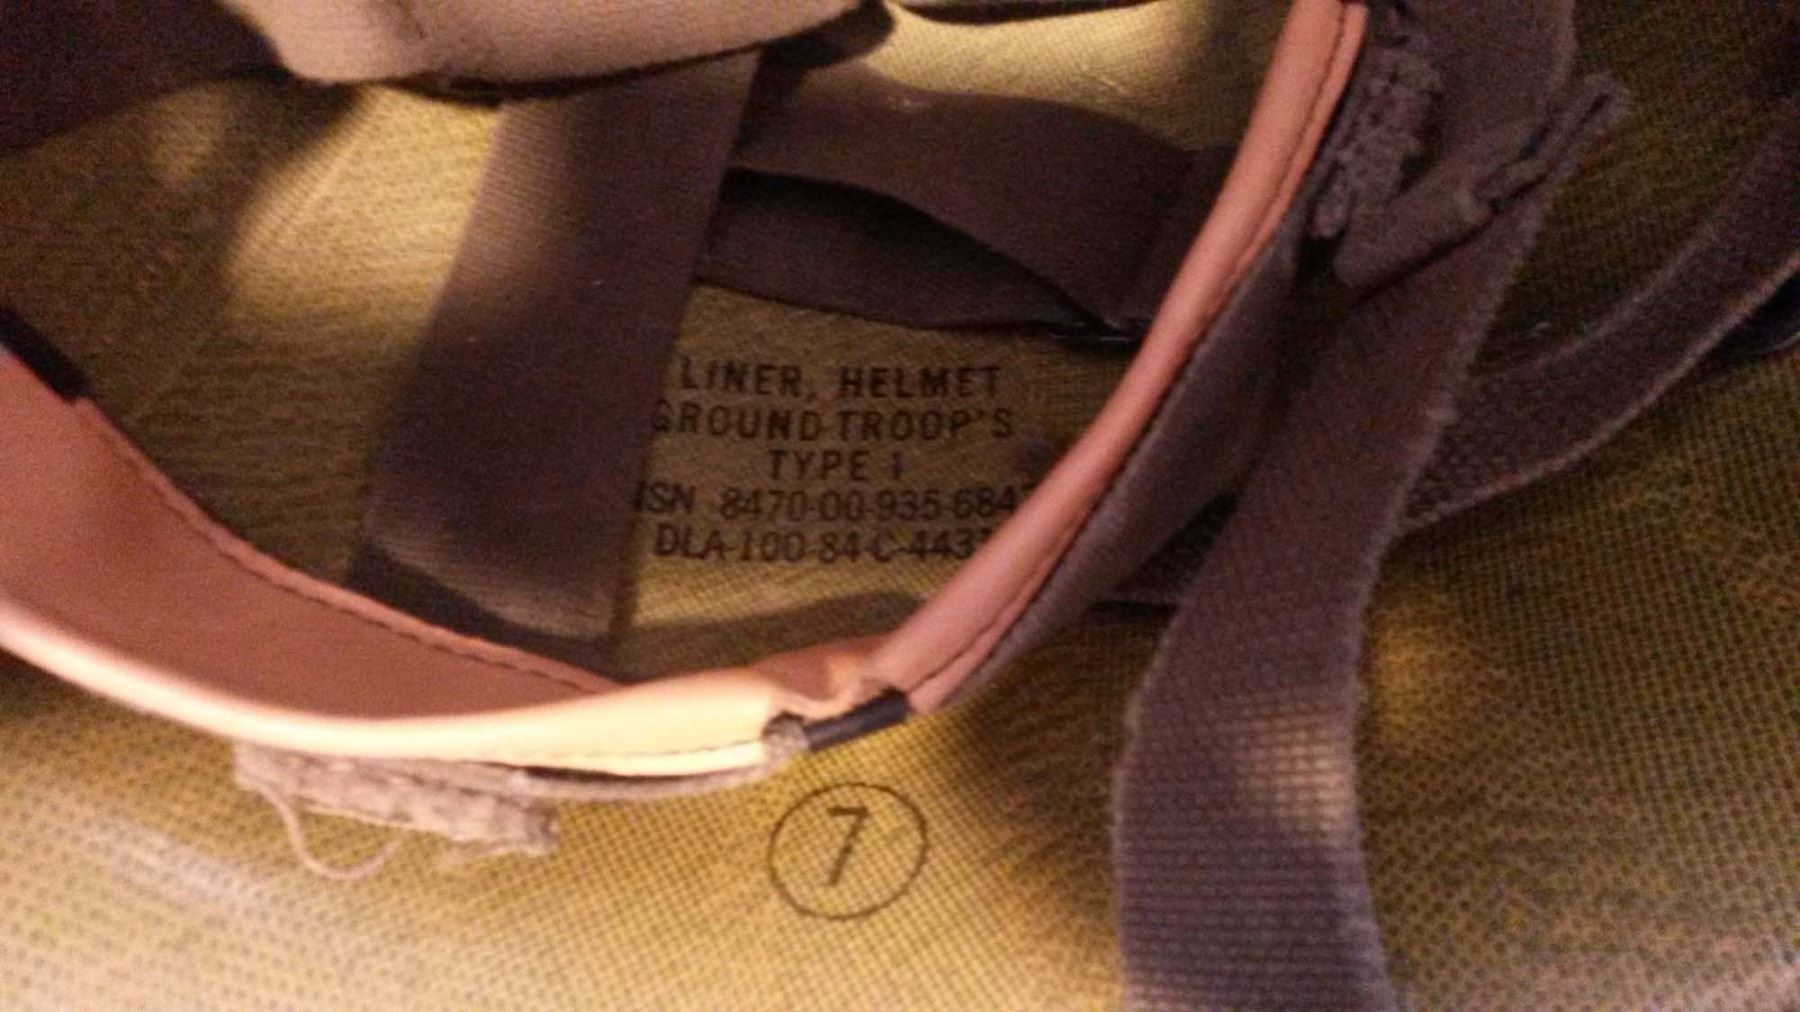 LINER, HELMET
GROUND TROOP'S
TYPE I
8470-00-935-684
DLA-100-84-C-443
7